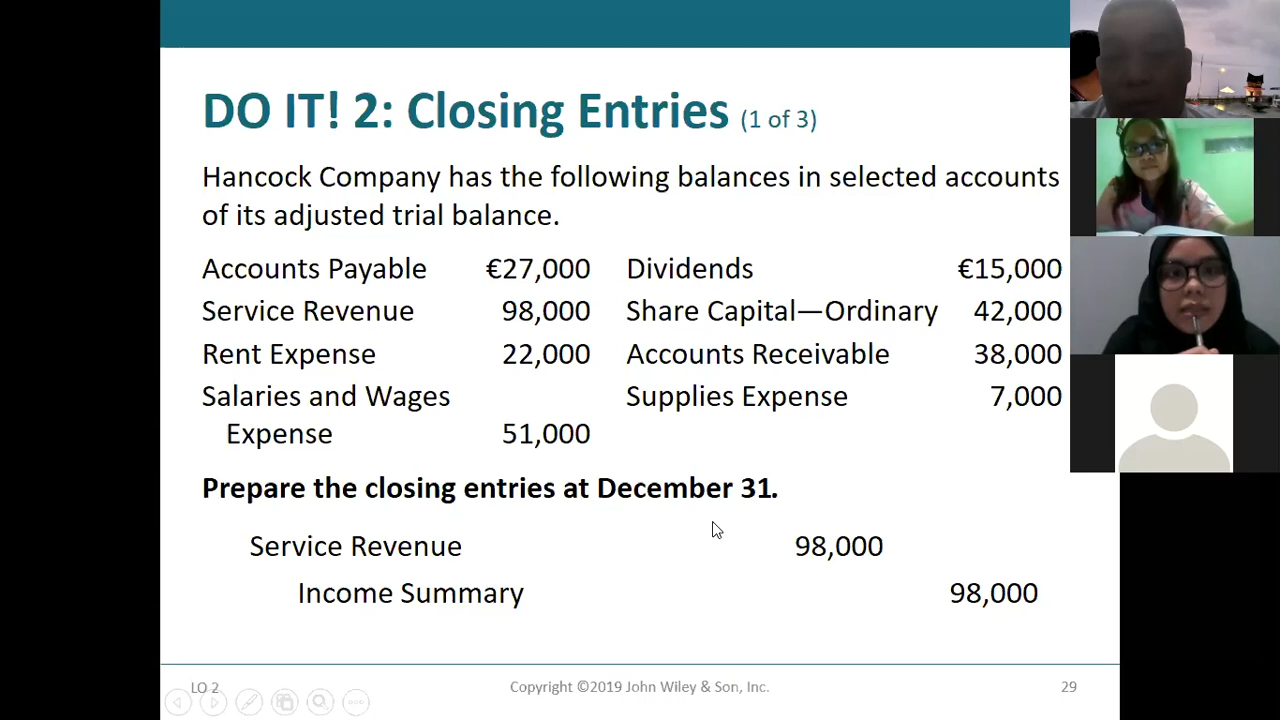 DO IT! 2: Closing Entries (1 of 3)
Hancock Company has the following balances in selected accounts
of its adjusted trial balance.
Accounts Payable €27,000 Dividends €15,000
Service Revenue 98,000 Share Capital—Ordinary 42,000
Rent Expense 22,000 Accounts Receivable 38,000
Salaries and Wages Supplies Expense 7,000
Expense 51,000
Prepare the closing entries at December 31.
Service Revenue 98,000
Income Summary 98,000
LO 2 Copyright ©2019 John Wiley & Son, Inc. 29